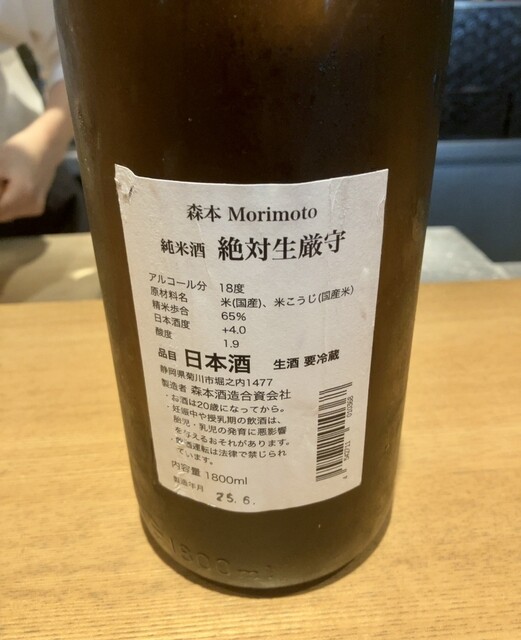 森本 Morimoto
純米酒 絶対生厳守
アルコール分 18度
原材料名 米(国産)、米こうじ(国産米)
精米歩合 65%
日本酒度 +4.0
酸度 1.9
品目 日本酒 生酒 要冷蔵
静岡県菊川市堀之内1477
製造者 森本酒造合資会社
・お酒は20歳になってから。
・妊娠中や授乳期の飲酒は、
胎児・乳児の発育に悪影響
を与えるおそれがあります。
・飲酒運転は法律で禁じられ
ています。
内容量 1800ml
製造年月 25.6.